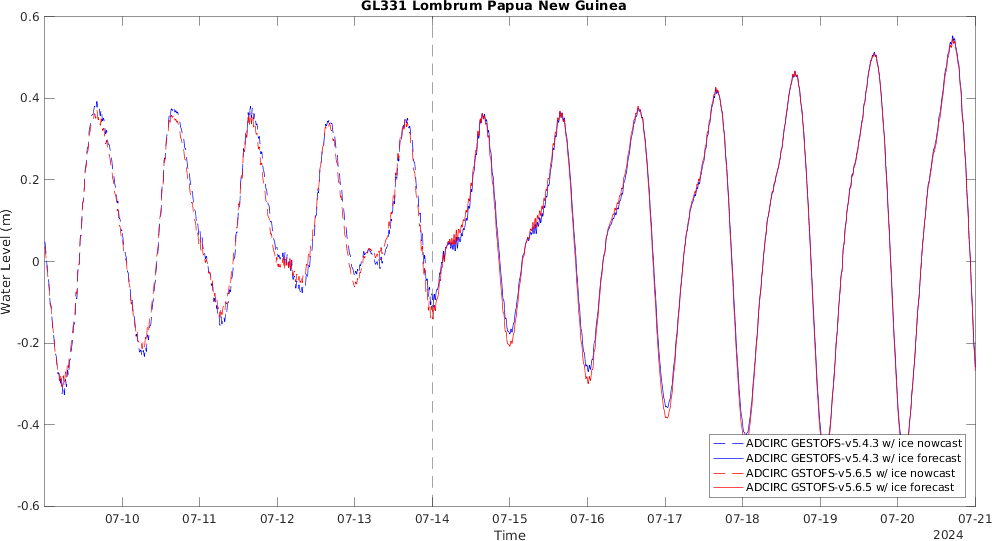 GL331 Lombrum Papua New Guinea
0.6
0.4
0.2
0
-0.2
-0.4
-0.6
Water Level (m)
07-10 07-11 07-12 07-13 07-14 07-15 07-16 07-17 07-18 07-19 07-20 07-21
Time
2024
ADCIRC GESTOFS-v5.4.3 w/ ice nowcast
ADCIRC GESTOFS-v5.4.3 w/ ice forecast
ADCIRC GSTOFS-v5.6.5 w/ ice nowcast
ADCIRC GSTOFS-v5.6.5 w/ ice forecast